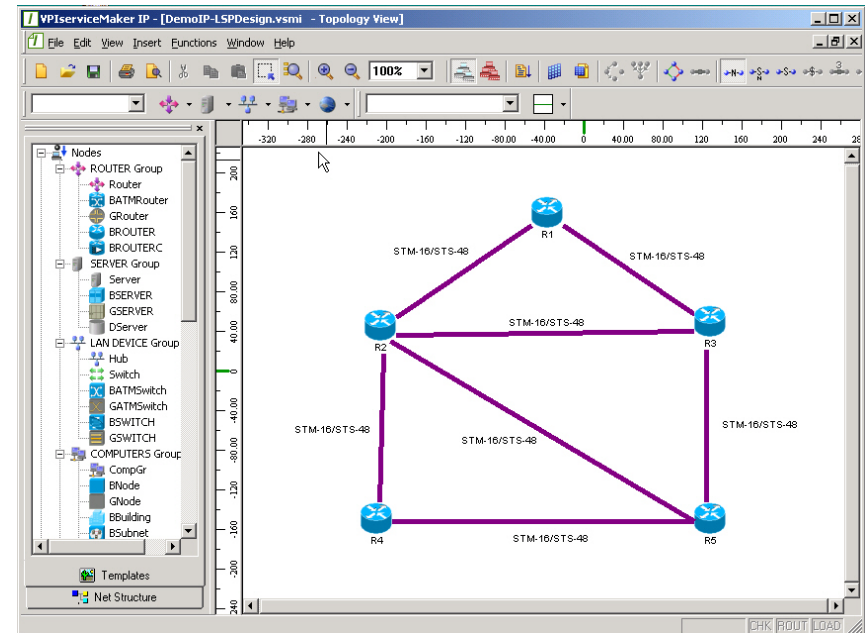 VPIserviceMaker IP - [DemoIP-LSPDesign.vsmi - Topology View]
File Edit View Insert Functions Window Help
100%
-N- -S- N -S- -$- 3
-320 -280 -240 -200 -160 -120 -80.00 -40.00 0 40.00 80.00 120 160 200 240 28
200
160
120
80.00
40.00
0
-40.00
-80.00
-120
-160
-200
240
Nodes
ROUTER Group
Router
BATMRouter
GRouter
BROUTER
BROUTERC
SERVER Group
Server
BSERVER
GSERVER
DServer
LAN DEVICE Group
Hub
Switch
BATMSwitch
GATMSwitch
BSWITCH
GSWITCH
COMPUTERS Group
CompGr
BNode
GNode
BBuilding
BSubnet
Templates
Net Structure
R1
STM-16/STS-48
STM-16/STS-48
STM-16/STS-48
R2
R3
STM-16/STS-48
STM-16/STS-48
STM-16/STS-48
R4
STM-16/STS-48
R5
CHK ROUT LOAD